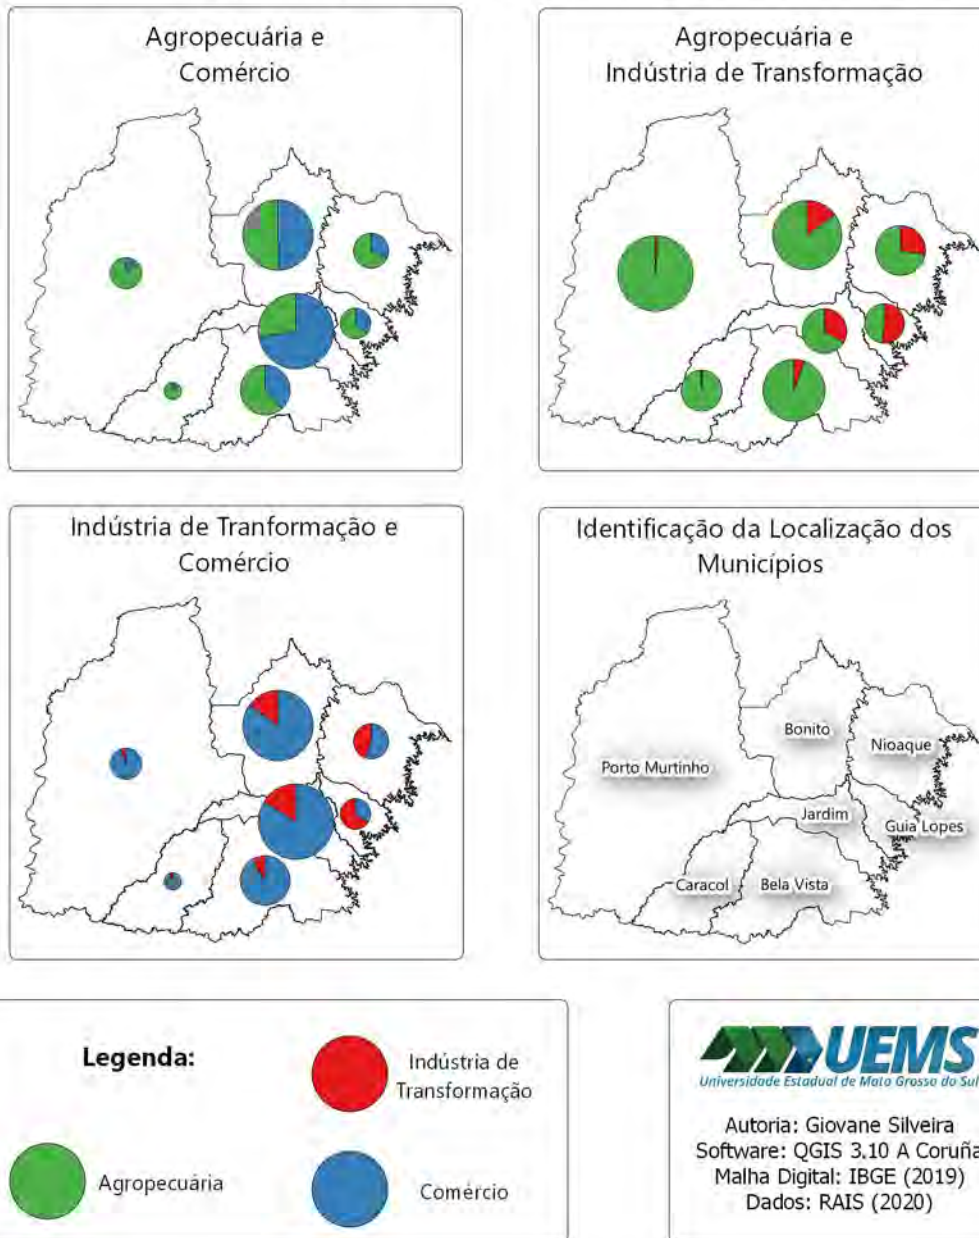 Agropecuária e
Comércio
Agropecuária e
Indústria de Transformação
Indústria de Tranformação e
Comércio
Identificação da Localização dos
Municípios
Bonito
Nioaque
Porto Murtinho
Jardim
Guia Lopes
Caracol
Bela Vista
Legenda:
Indústria de
Transformação
Agropecuária
Comércio
UEMS
Universidade Estadual de Mato Grosso do Sul
Autoria: Giovane Silveira
Software: QGIS 3.10 A Coruña
Malha Digital: IBGE (2019)
Dados: RAIS (2020)